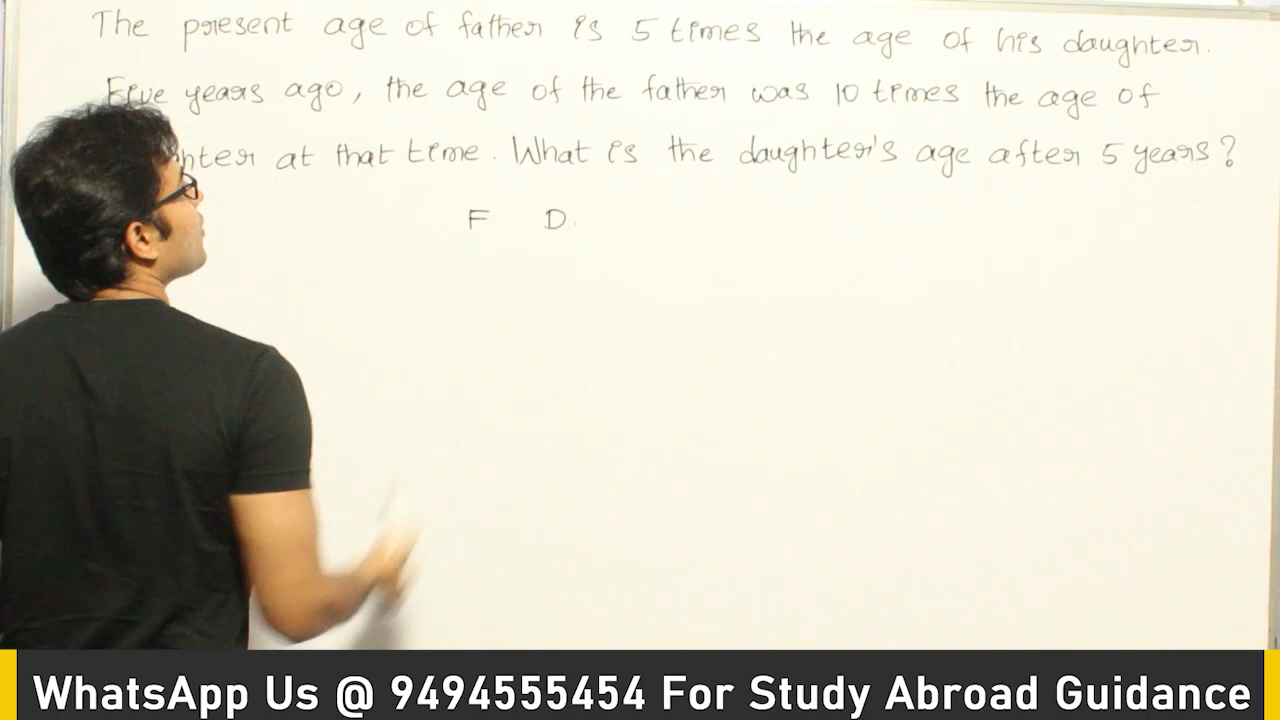 The present age of father is 5 times the age of his daughter.
Five years ago, the age of the father was 10 times the age of
hter at that time. What is the daughter's age after 5 years?
F D.
WhatsApp Us @ 9494555454 For Study Abroad Guidance